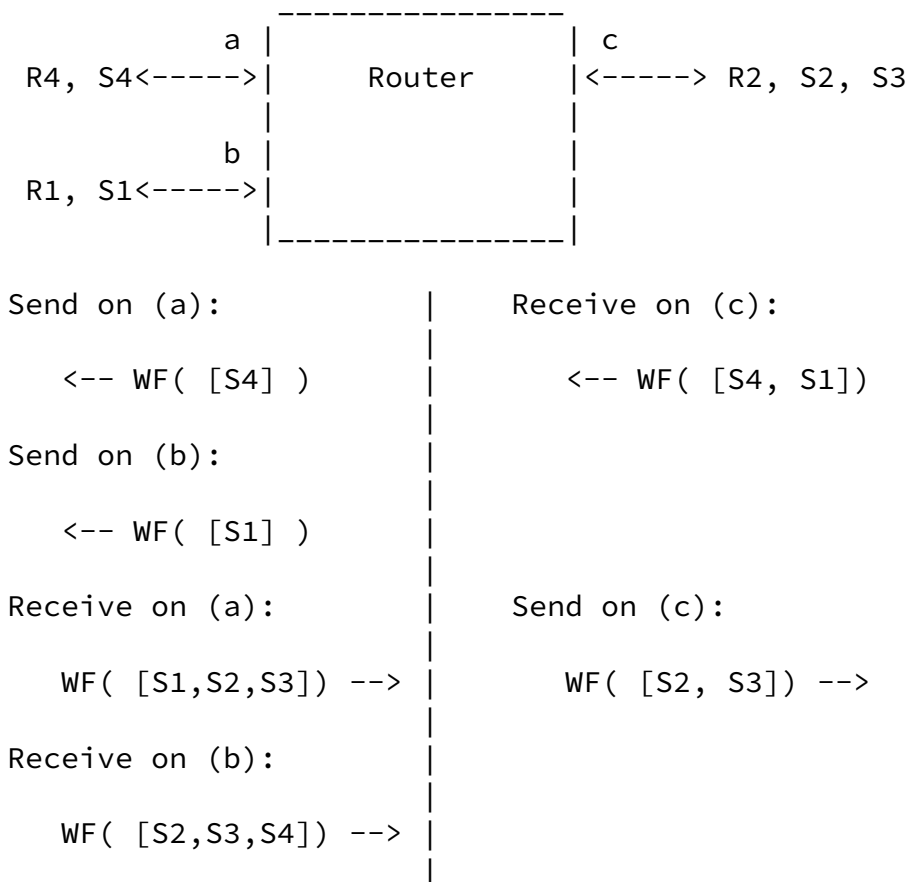 ________________
a | | c
R4, S4<----->| Router |<-----> R2, S2, S3
| |
b | |
R1, S1<----->| |
|________________|
Send on (a): | Receive on (c):
|
<-- WF( [S4] ) | <-- WF( [S4, S1])
|
Send on (b): |
|
<-- WF( [S1] ) |
|
Receive on (a): | Send on (c):
|
WF( [S1,S2,S3]) --> | WF( [S2, S3]) -->
|
Receive on (b): |
|
WF( [S2,S3,S4]) --> |
|